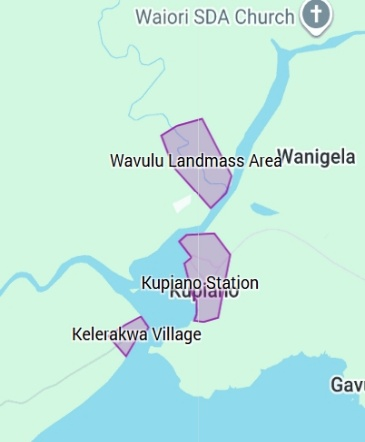 Waiori SDA Church
Wavulu Landmass Area
Wanigela
Kupiano Station
Kupiano
Kelerakwa Village
Gavu